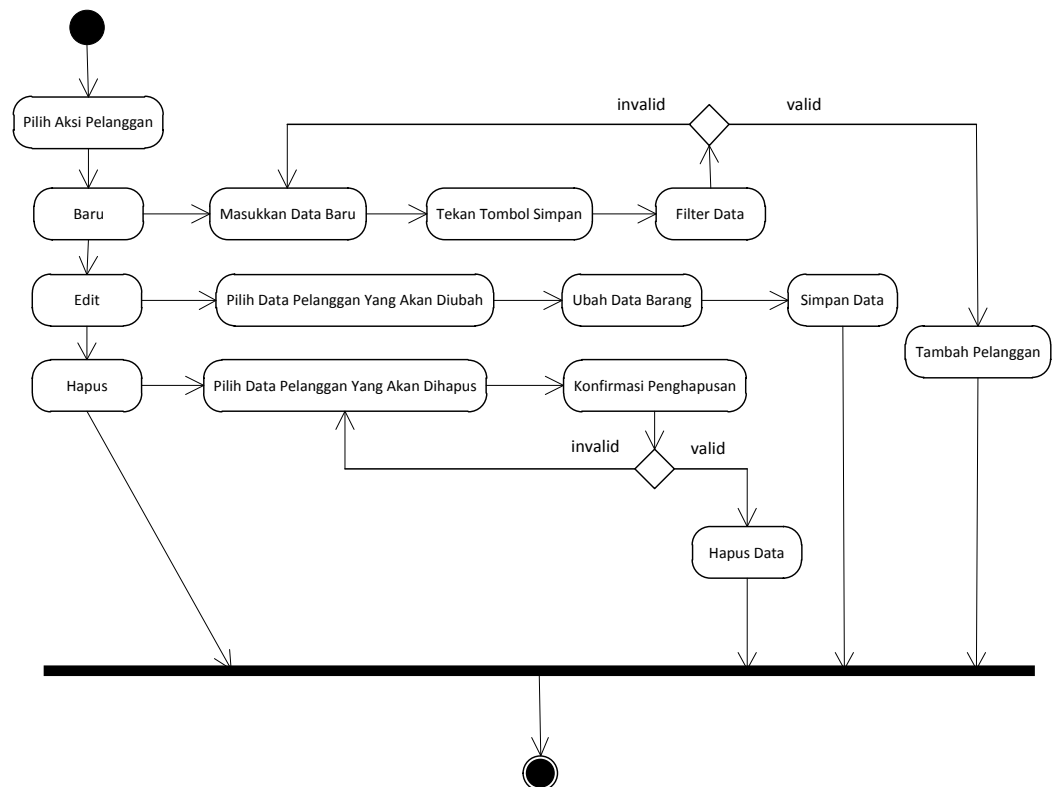 Pilih Aksi Pelanggan
invalid
valid
Baru
Masukkan Data Baru
Tekan Tombol Simpan
Filter Data
Edit
Pilih Data Pelanggan Yang Akan Diubah
Ubah Data Barang
Simpan Data
Tambah Pelanggan
Hapus
Pilih Data Pelanggan Yang Akan Dihapus
Konfirmasi Penghapusan
invalid
valid
Hapus Data